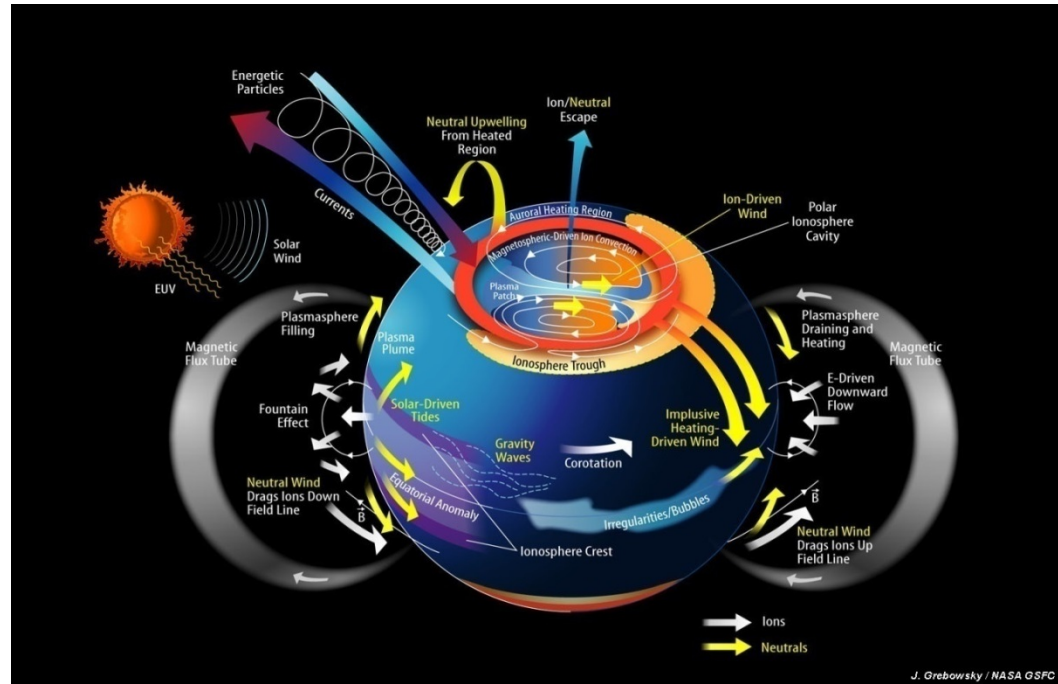 Energetic
Particles
Currents
Neutral Upwelling
From Heated
Region
Ion/Neutral
Escape
Ion-Driven
Wind
Polar
Ionosphere
Cavity
Auroral Heating Region
Magnetospheric-Driven Ion Convection
Plasma
Patch
Ionosphere Trough
Solar
Wind
EUV
Plasmasphere
Filling
Magnetic
Flux Tube
Plasma
Plume
Fountain
Effect
Solar-Driven
Tides
Gravity
Waves
Corotation
Implusive
Heating-
Driven Wind
Plasmasphere
Draining and
Heating
Magnetic
Flux Tube
E-Driven
Downward
Flow
Neutral Wind
Drags Ions Down
Field Line
B
Equatorial Anomaly
Ionosphere Crest
Irregularities/Bubbles
B
Neutral Wind
Drags Ions Up
Field Line
Ions
Neutrals
J. Grebowsky / NASA GSFC